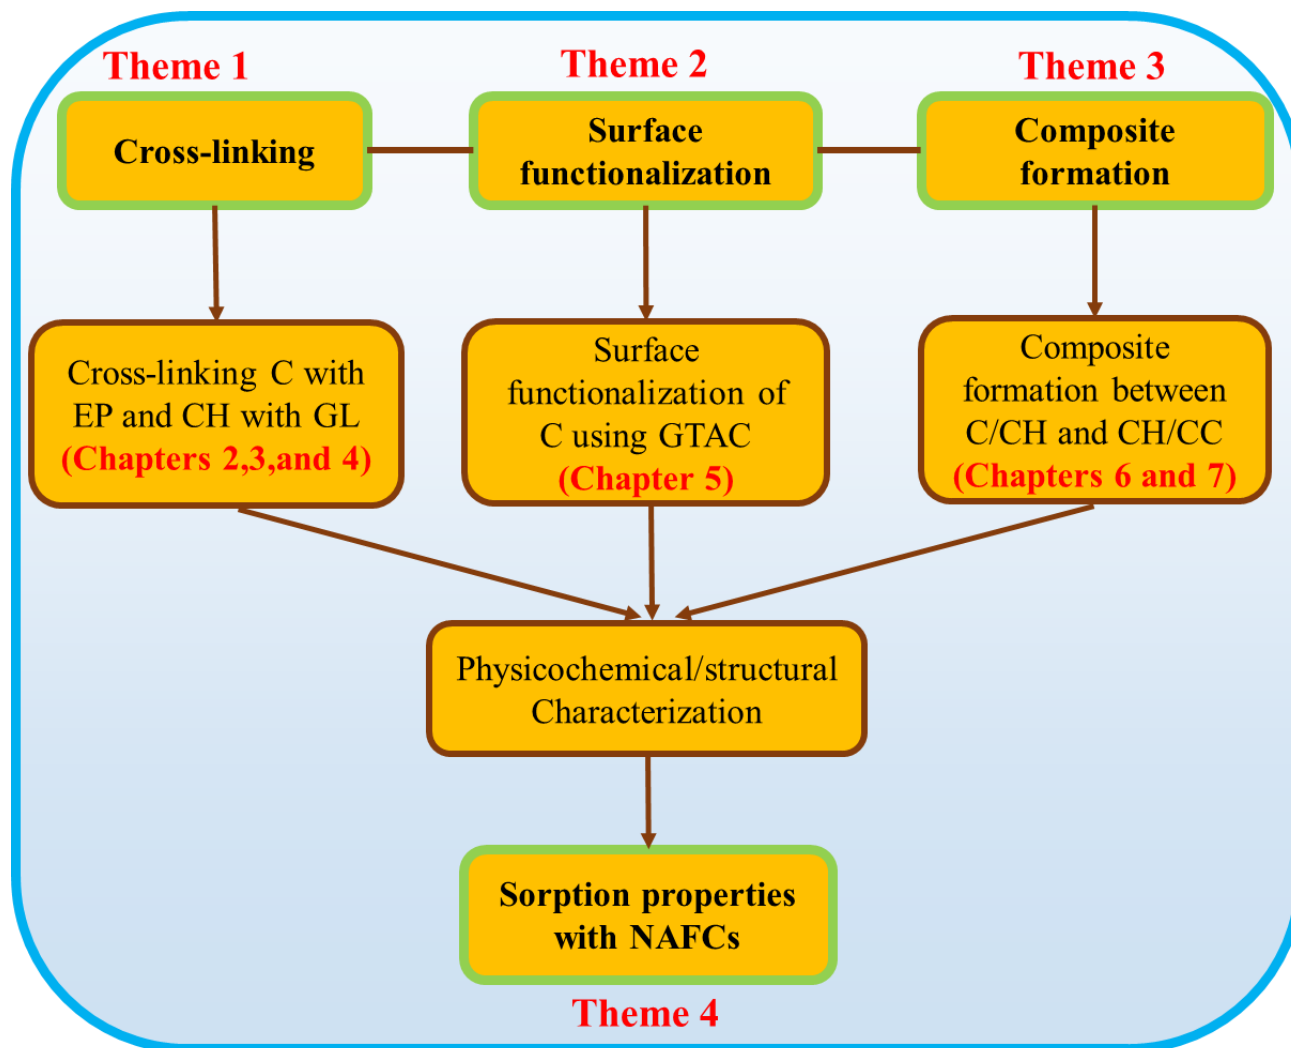 Theme 1
Theme 2
Theme 3
Cross-linking
Surface
functionalization
Composite
formation
Cross-linking C with
EP and CH with GL
(Chapters 2,3,and 4)
Surface
functionalization of
C using GTAC
(Chapter 5)
Composite
formation between
C/CH and CH/CC
(Chapters 6 and 7)
Physicochemical/structural
Characterization
Sorption properties
with NAFCs
Theme 4